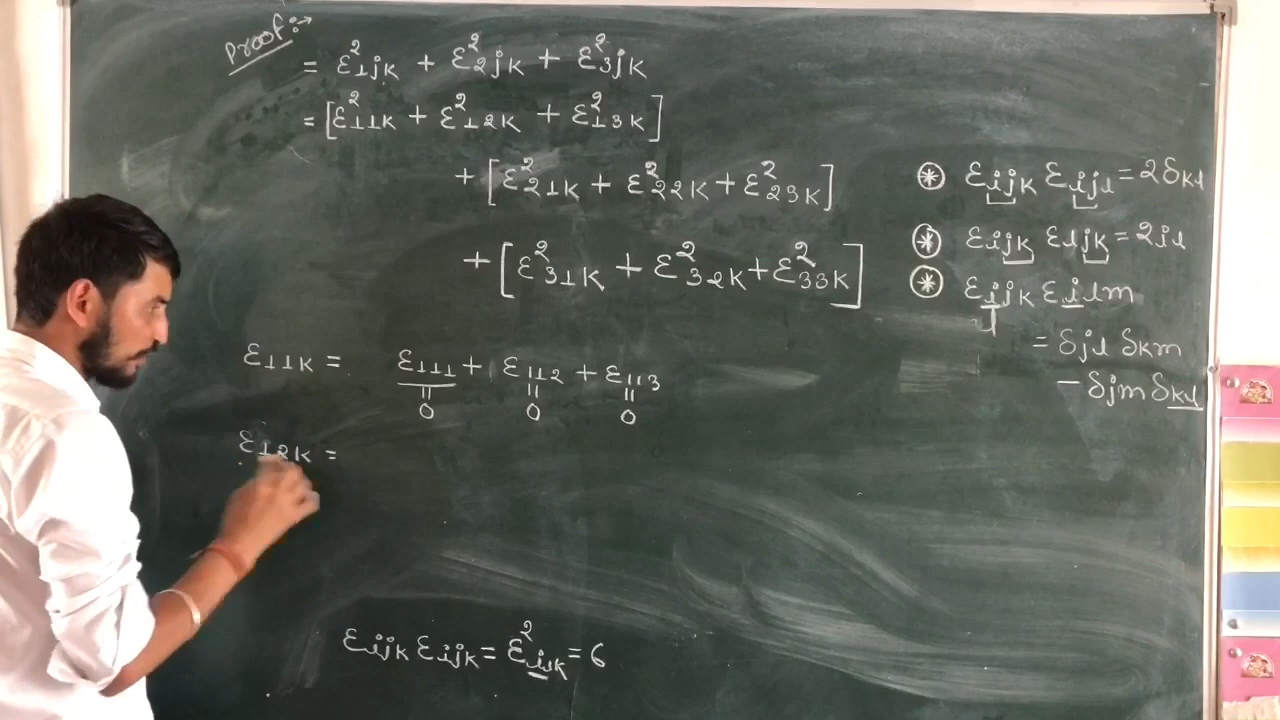 Proof:→
= ε²₁jk + ε²₂jk + ε²₃jk
= [ε²₁₁k + ε²₁₂k + ε²₁₃k]
+ [ε²₂₁k + ε²₂₂k + ε²₂₃k]
+ [ε²₃₁k + ε²₃₂k + ε²₃₃k]
ε₁₁k = ε₁₁₁ + ε₁₁₂ + ε₁₁₃
॥ ॥ ॥
0 0 0
ε₁₂k =
εijk εijk = ε²ijk = 6
⊛ εijk εijl = 2δkl
⊛ εijk εljk = 2il
⊛ εijk εilm
= δjl δkm
- δjm δkl